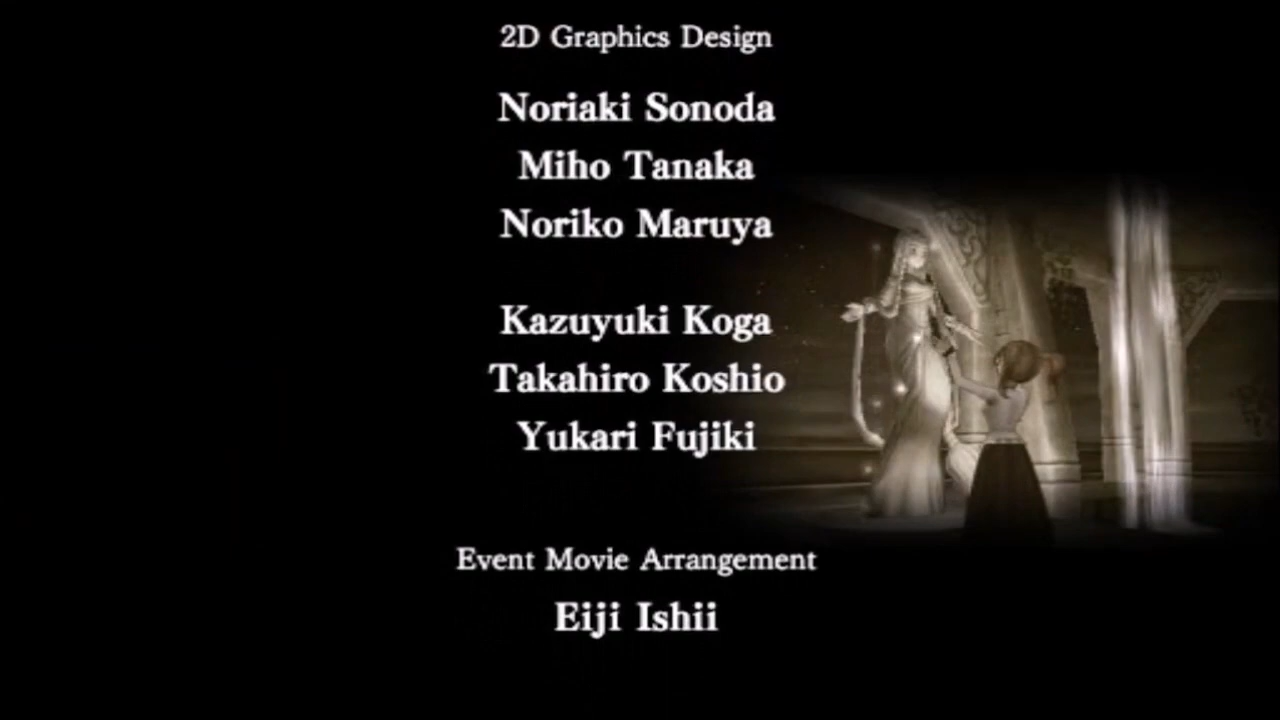 2D Graphics Design
Noriaki Sonoda
Miho Tanaka
Noriko Maruya
Kazuyuki Koga
Takahiro Koshio
Yukari Fujiki
Event Movie Arrangement
Eiji Ishii